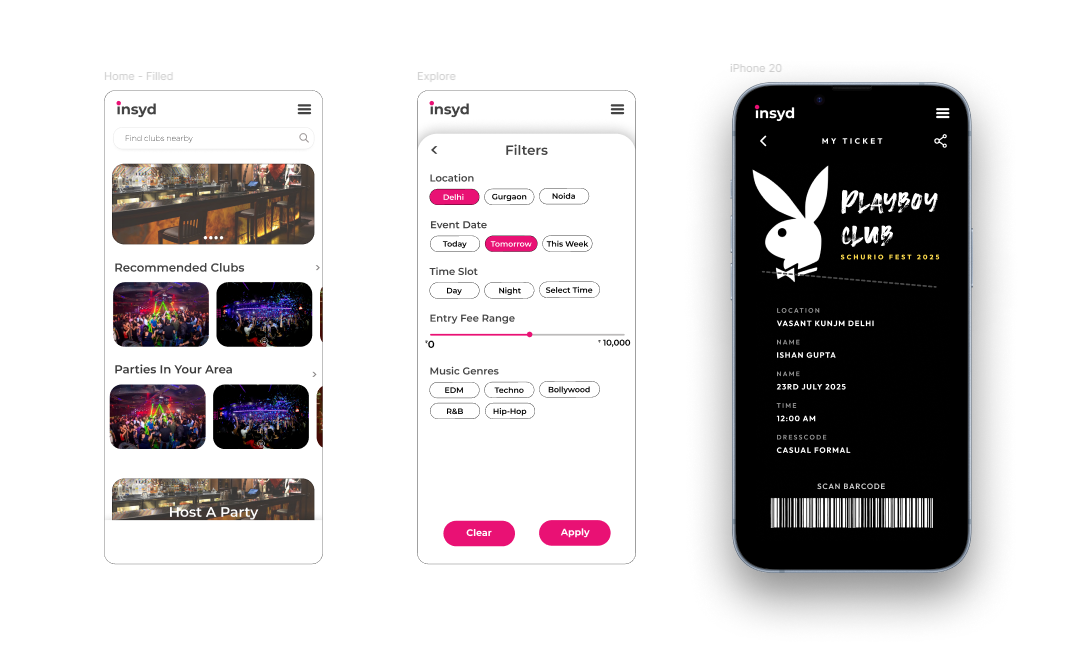 Home - Filled
insyd
Find clubs nearby
Recommended Clubs
Parties In Your Area
Host A Party
Explore
insyd
Filters
Location
Delhi Gurgaon Noida
Event Date
Today Tomorrow This Week
Time Slot
Day Night Select Time
Entry Fee Range
₹0 ₹ 10,000
Music Genres
EDM Techno Bollywood
R&B Hip-Hop
Clear Apply
iPhone 20
insyd
MY TICKET
PLAYBOY
CLUB
SCHURIO FEST 2025
LOCATION
VASANT KUNJM DELHI
NAME
ISHAN GUPTA
NAME
23RD JULY 2025
TIME
12:00 AM
DRESSCODE
CASUAL FORMAL
SCAN BARCODE